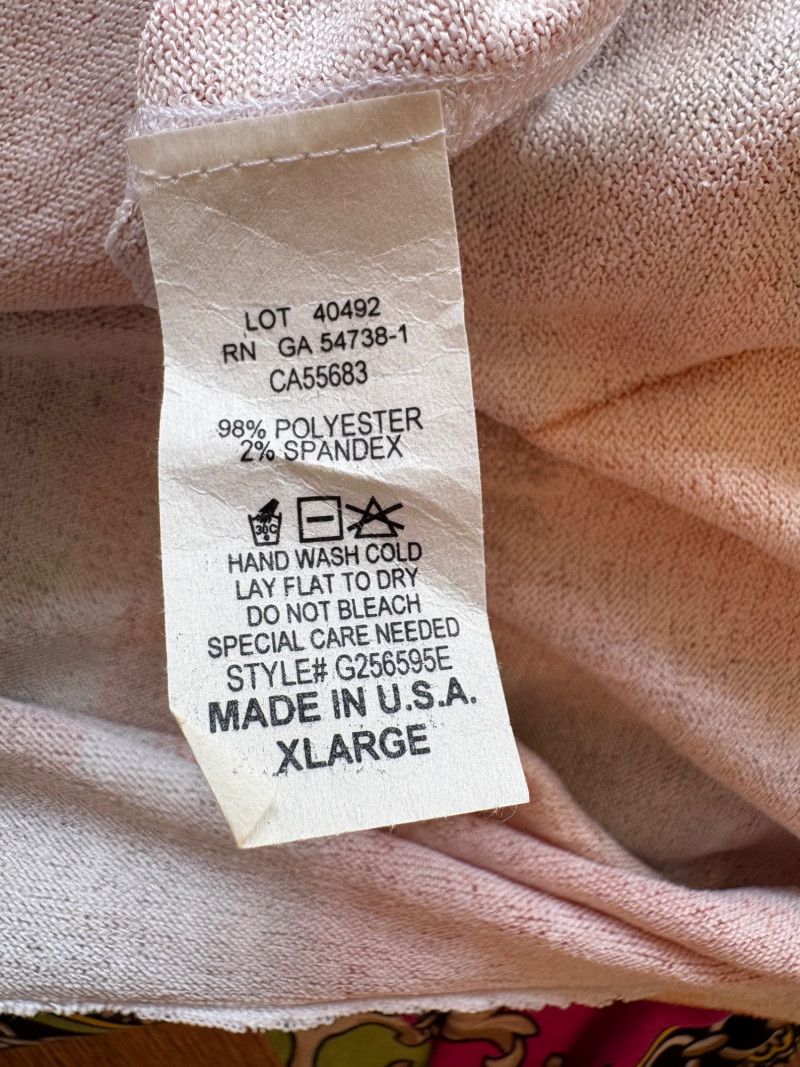 LOT 40492
RN GA 54738-1
CA55683
98% POLYESTER
2% SPANDEX
30C
HAND WASH COLD
LAY FLAT TO DRY
DO NOT BLEACH
SPECIAL CARE NEEDED
STYLE# G256595E
MADE IN U.S.A.
XLARGE